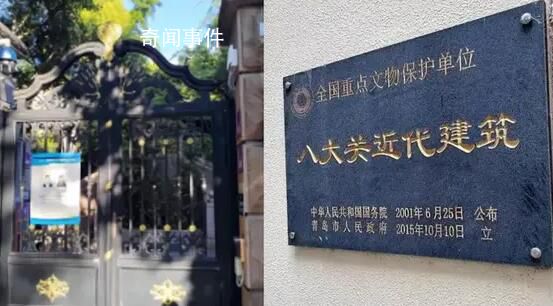 奇闻事件
全国重点文物保护单位
八大关近代建筑
中华人民共和国国务院 2001年6月25日 公布
青岛市人民政府 2015年10月10日 立